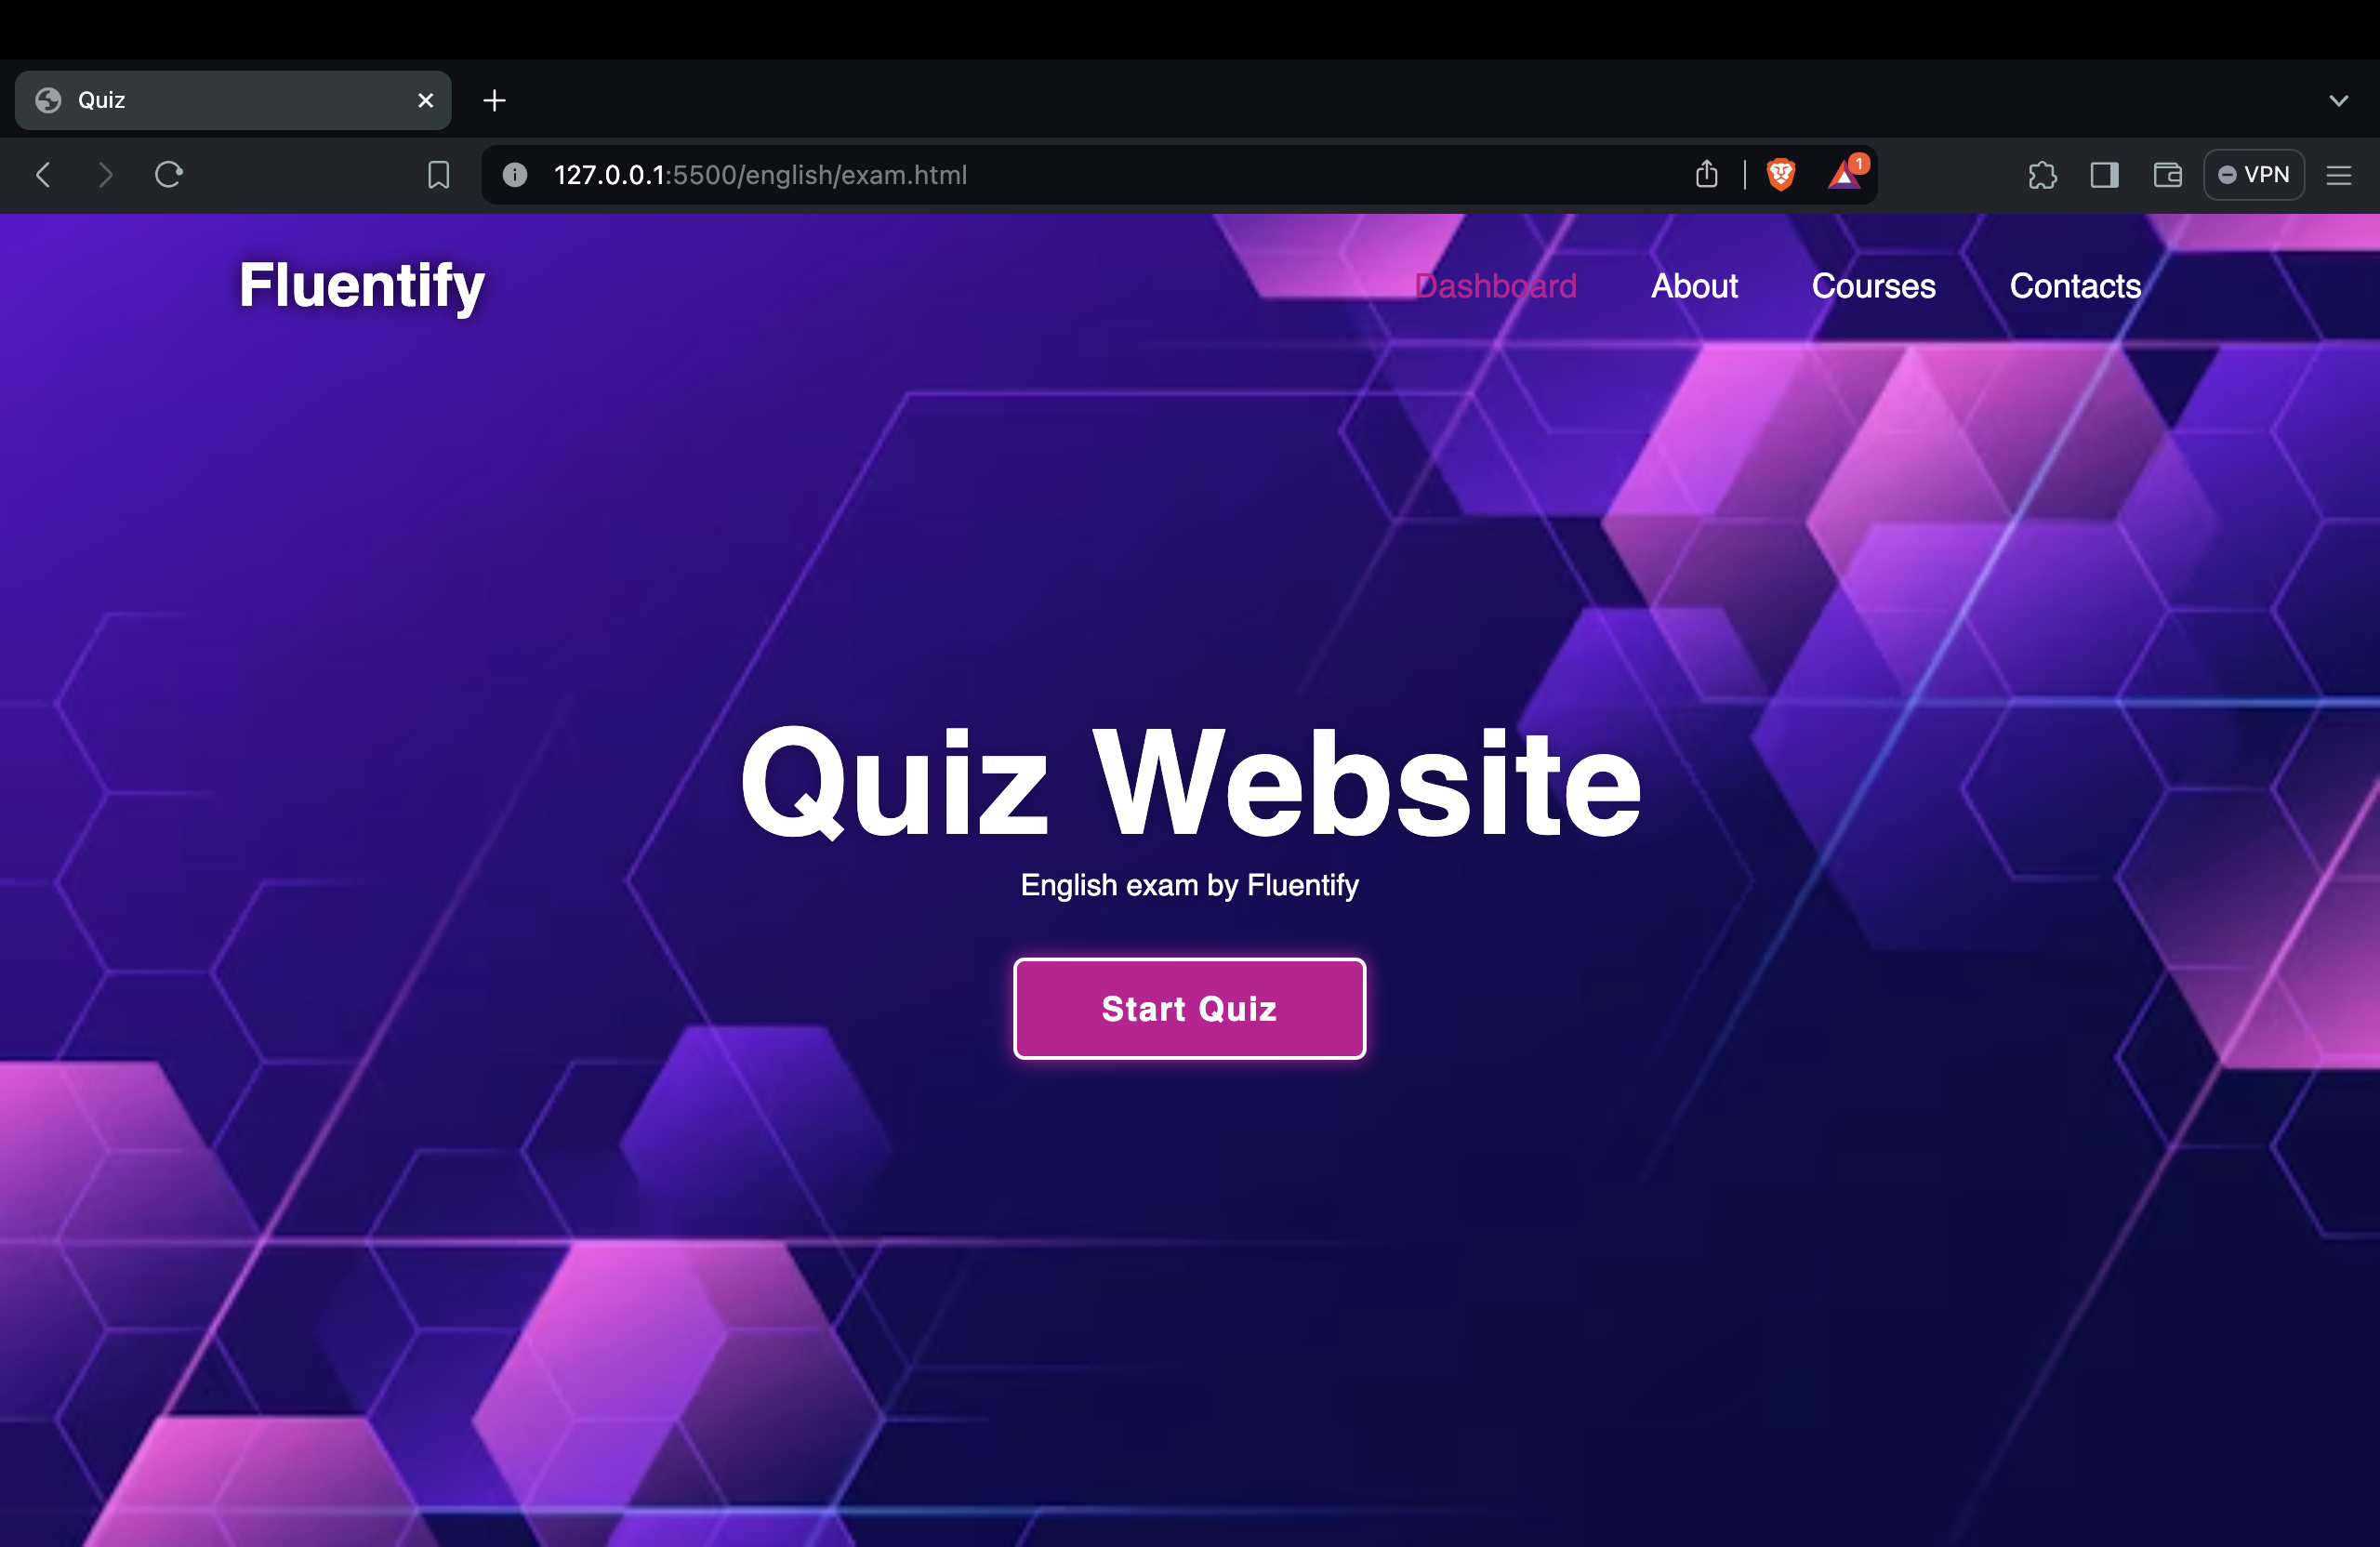 Quiz
127.0.0.1:5500/english/exam.html
1
VPN
Fluentify
Dashboard About Courses Contacts
Quiz Website
English exam by Fluentify
Start Quiz